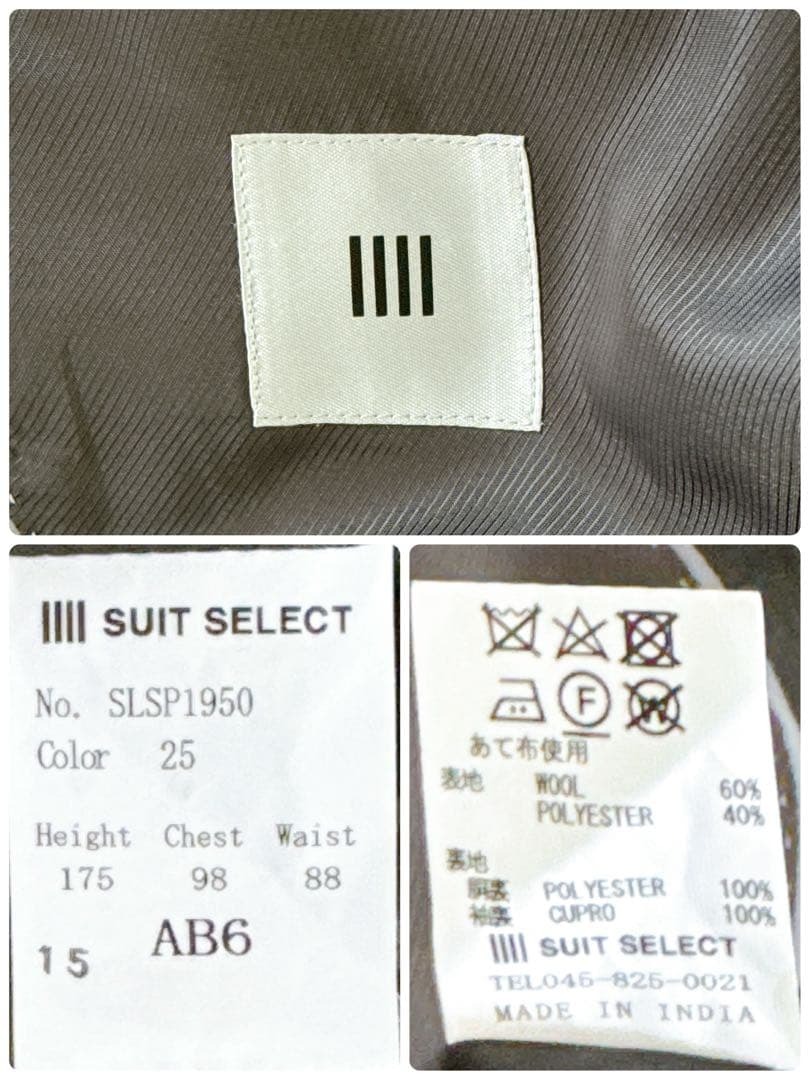 SUIT SELECT
No. SLSP1950
Color 25
Height Chest Waist
175 98 88
AB6
15
F
W
あて布使用
表地 WOOL 60%
POLYESTER 40%
裏地
胴裏 POLYESTER 100%
袖裏 CUPRO 100%
SUIT SELECT
TEL045-825-0021
MADE IN INDIA